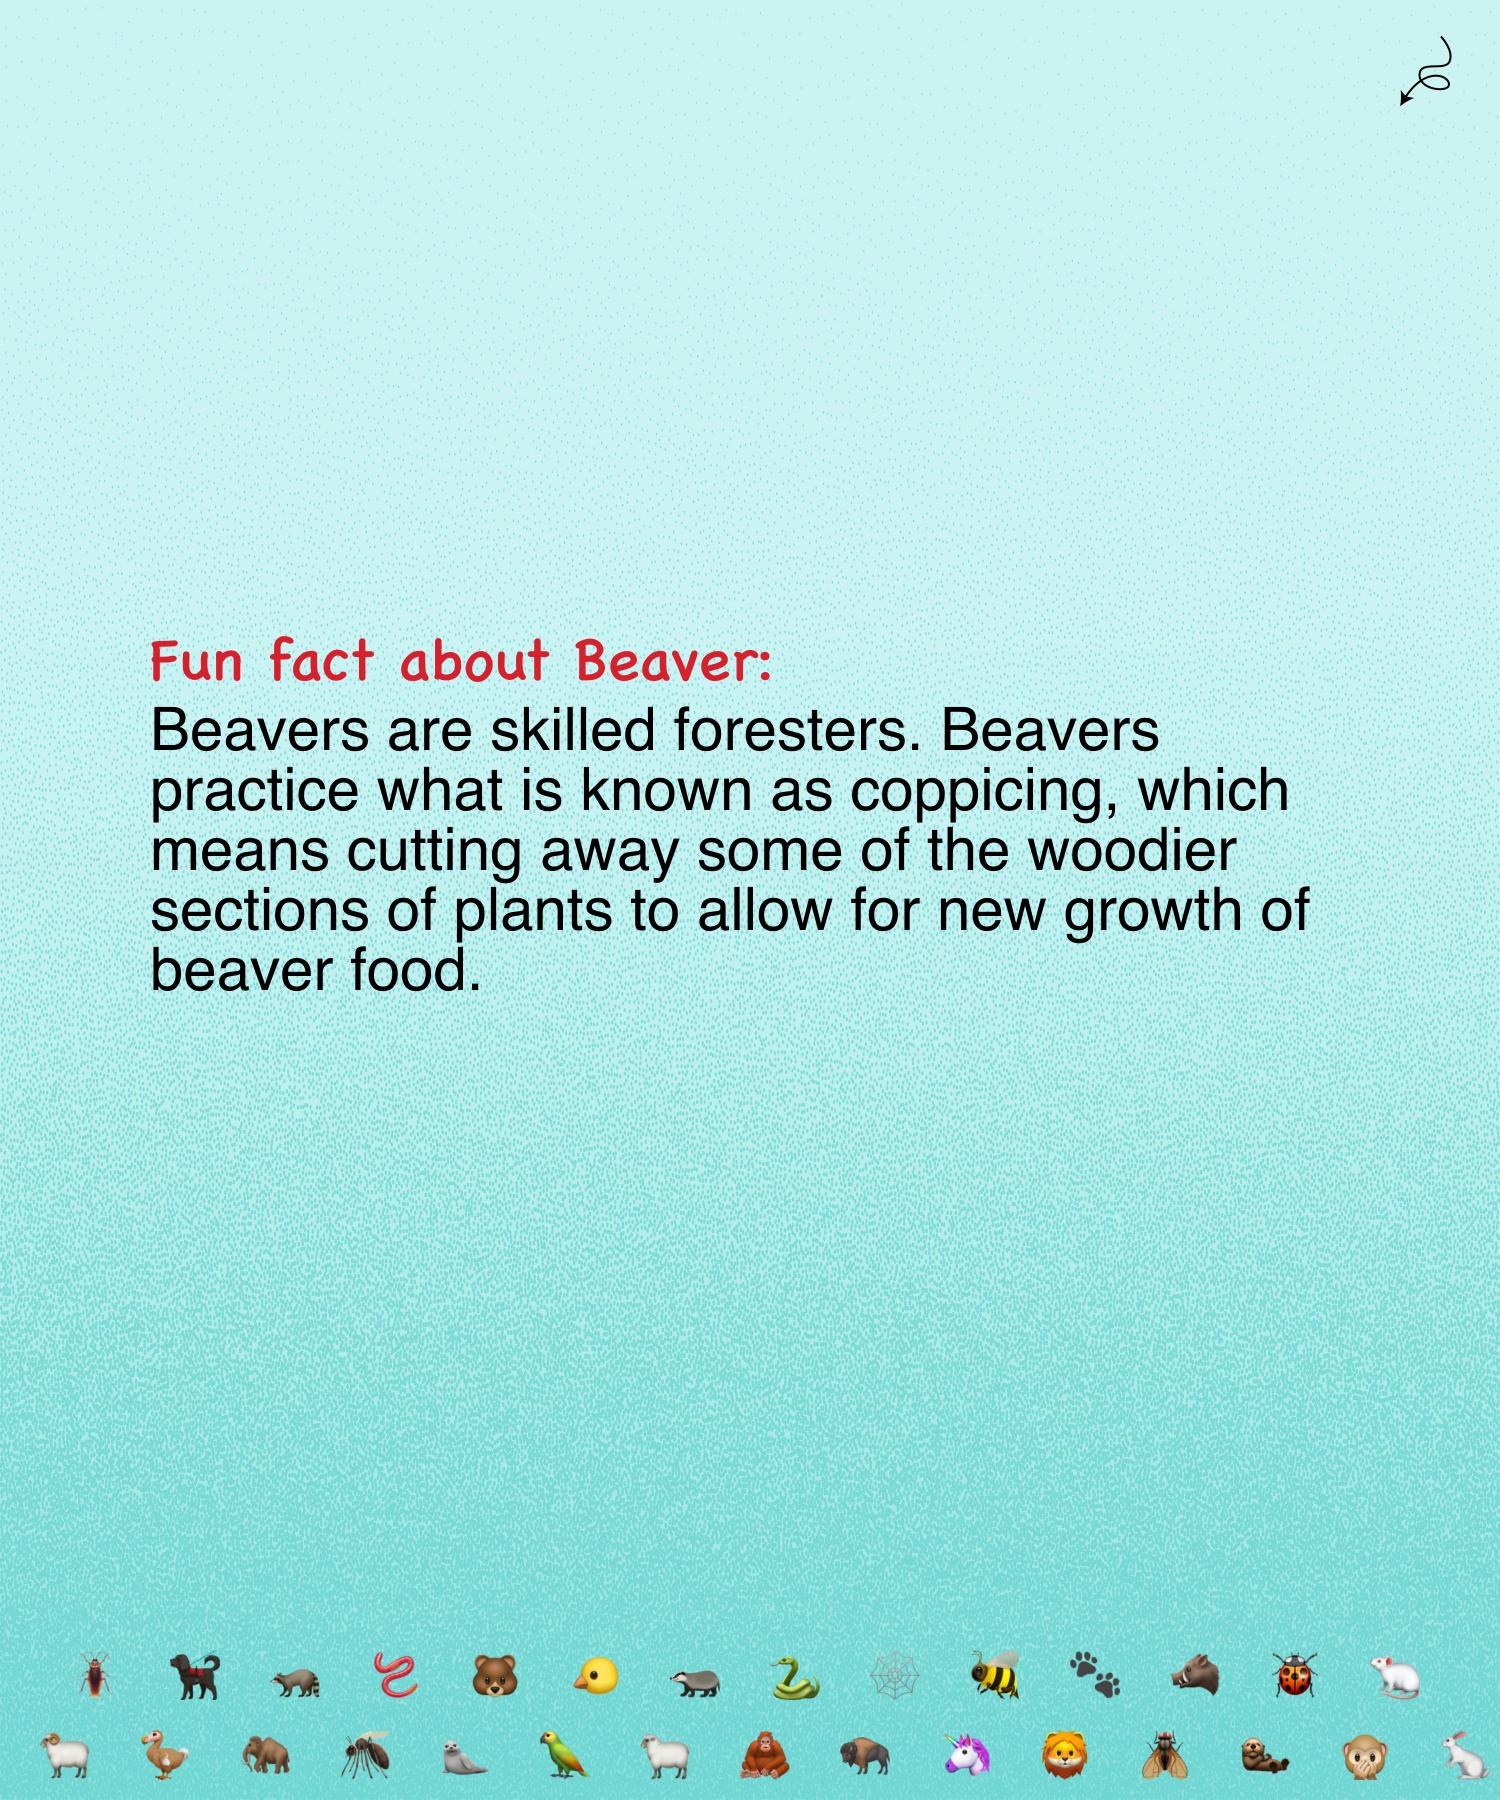 Fun fact about Beaver:
Beavers are skilled foresters. Beavers
practice what is known as coppicing, which
means cutting away some of the woodier
sections of plants to allow for new growth of
beaver food.